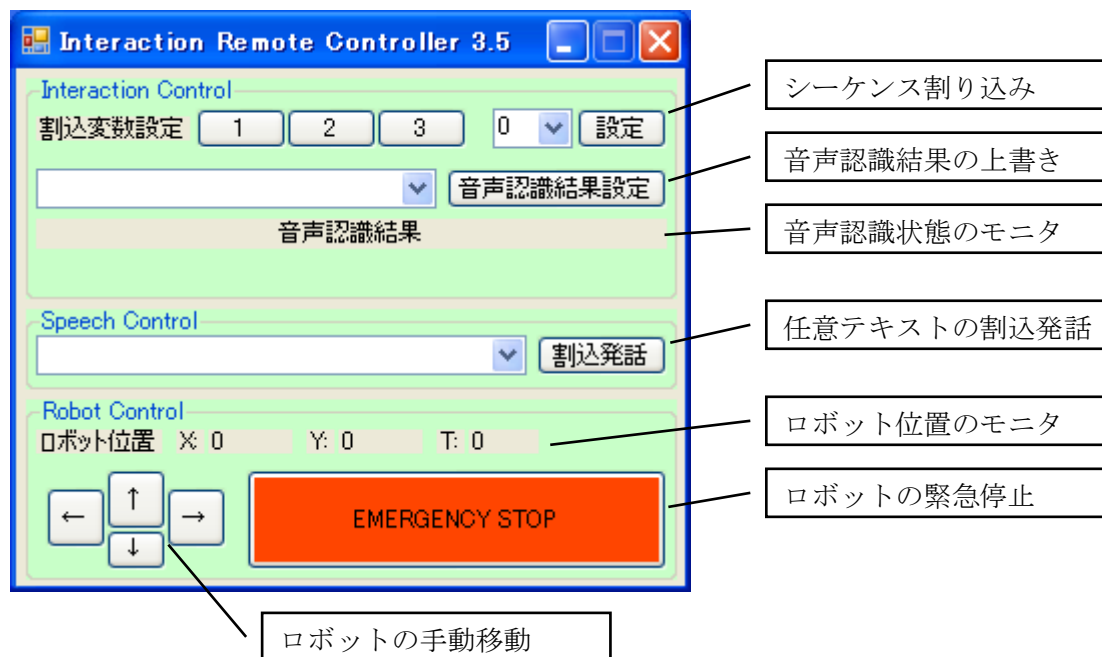 Interaction Remote Controller 3.5
Interaction Control
割込変数設定 1 2 3 0 設定
音声認識結果設定
音声認識結果
Speech Control
割込発話
Robot Control
ロボット位置 X: 0 Y: 0 T: 0
↑
← →
↓
EMERGENCY STOP
シーケンス割り込み
音声認識結果の上書き
音声認識状態のモニタ
任意テキストの割込発話
ロボット位置のモニタ
ロボットの緊急停止
ロボットの手動移動